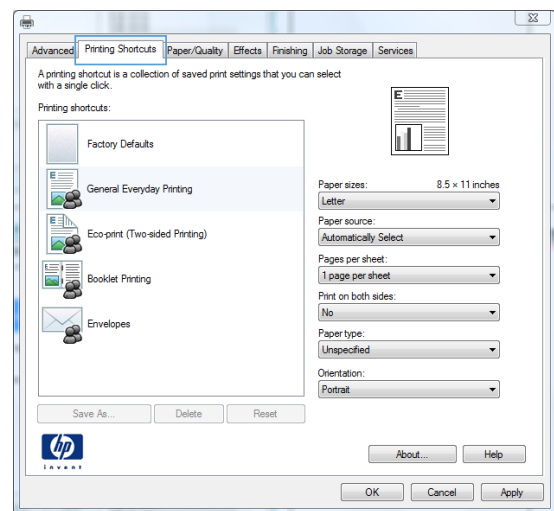 Advanced Printing Shortcuts Paper/Quality Effects Finishing Job Storage Services
A printing shortcut is a collection of saved print settings that you can select
with a single click.
Printing shortcuts:
Factory Defaults
General Everyday Printing
Eco-print (Two-sided Printing)
Booklet Printing
Envelopes
E
Paper sizes: 8.5 × 11 inches
Letter
Paper source:
Automatically Select
Pages per sheet:
1 page per sheet
Print on both sides:
No
Paper type:
Unspecified
Orientation:
Portrait
Save As... Delete Reset
hp
invent
About... Help
OK Cancel Apply